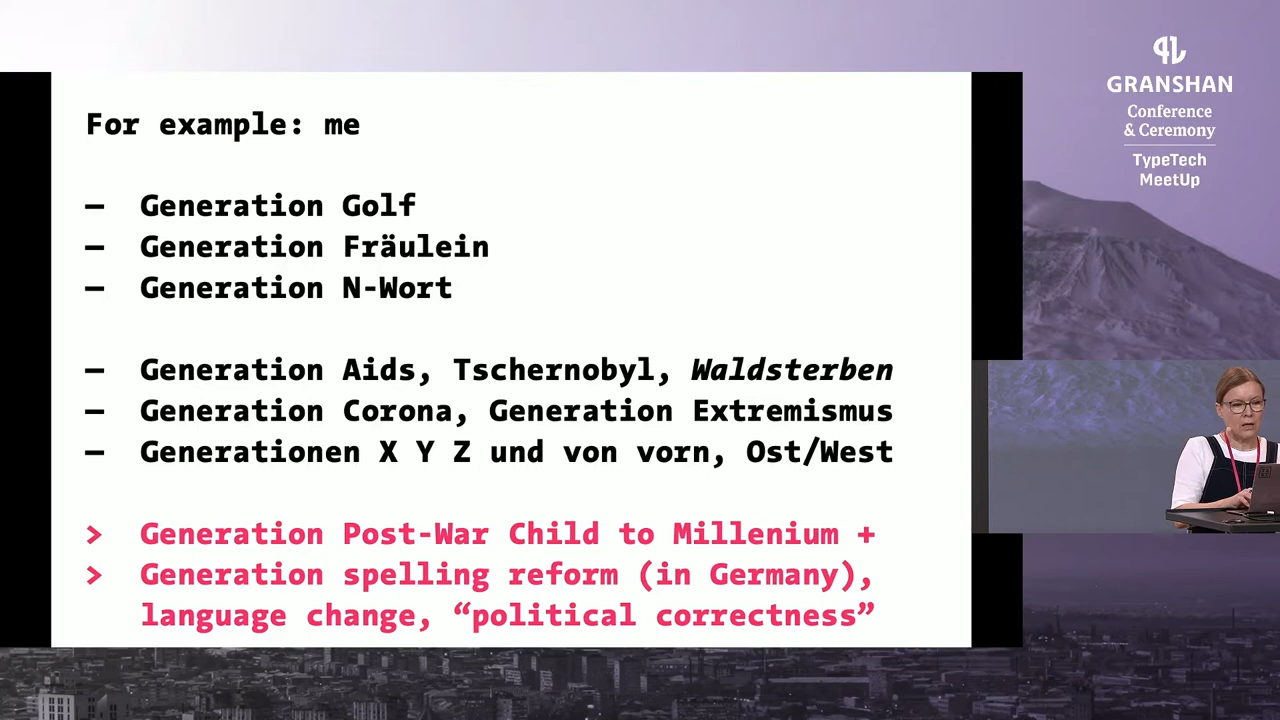 For example: me
– Generation Golf
– Generation Fräulein
– Generation N-Wort
– Generation Aids, Tschernobyl, Waldsterben
– Generation Corona, Generation Extremismus
– Generationen X Y Z und von vorn, Ost/West
> Generation Post-War Child to Millenium +
> Generation spelling reform (in Germany),
language change, “political correctness”
GRANSHAN
Conference
& Ceremony
TypeTech
MeetUp